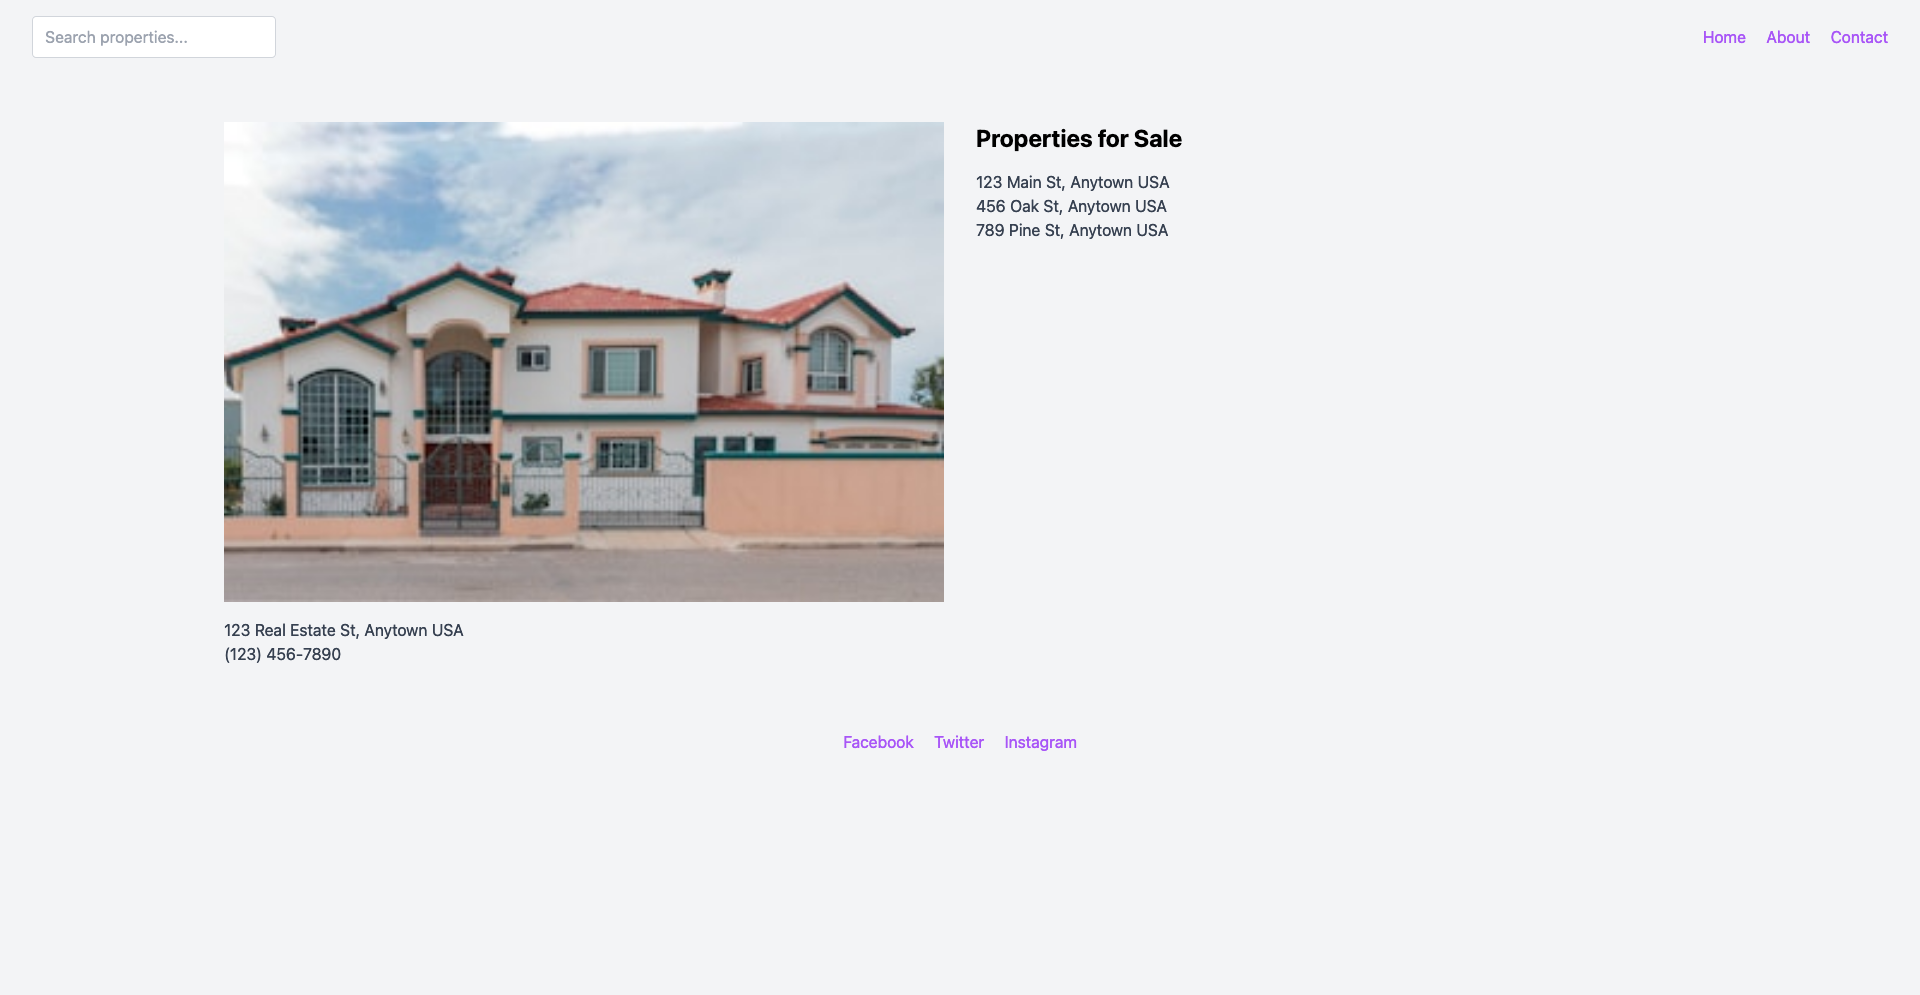 Search properties...
Home About Contact
Properties for Sale
123 Main St, Anytown USA
456 Oak St, Anytown USA
789 Pine St, Anytown USA
123 Real Estate St, Anytown USA
(123) 456-7890
Facebook Twitter Instagram